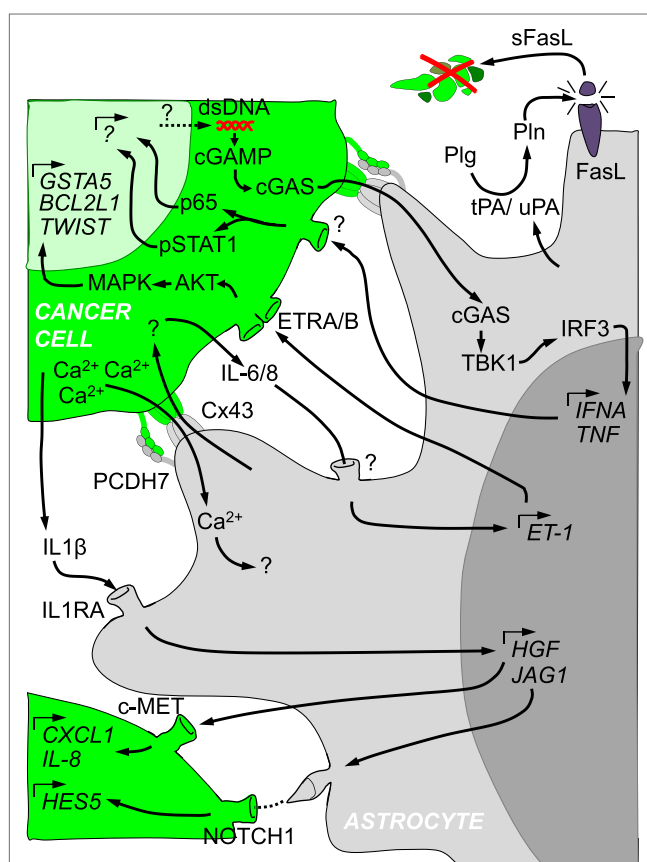 sFasL
?
dsDNA
?
cGAMP
Pln
Plg
FasL
GSTA5
BCL2L1
TWIST
cGAS
p65
tPA/ uPA
pSTAT1
?
MAPK
AKT
CANCER
CELL
ETRA/B
cGAS
IRF3
?
TBK1
Ca²⁺ Ca²⁺
Ca²⁺
IL-6/8
Cx43
IFNA
TNF
PCDH7
?
Ca²⁺
ET-1
IL1β
?
IL1RA
HGF
JAG1
c-MET
CXCL1
IL-8
HES5
NOTCH1
ASTROCYTE